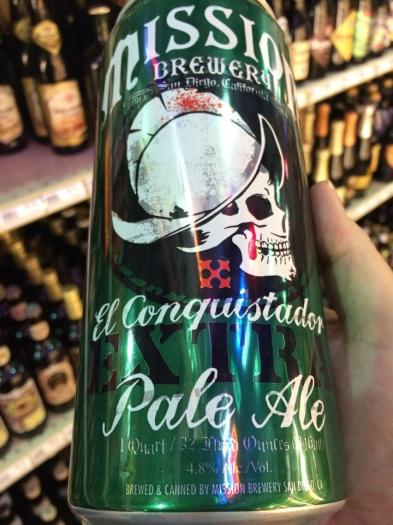 MISSION
BREWERY
San Diego, California
El Conquistador
EXTRA
Pale Ale
1 Quart / 32 Fluid Ounces
4.8% Alc./Vol.
BREWED & CANNED BY MISSION BREWERY SAN DIEGO, CA